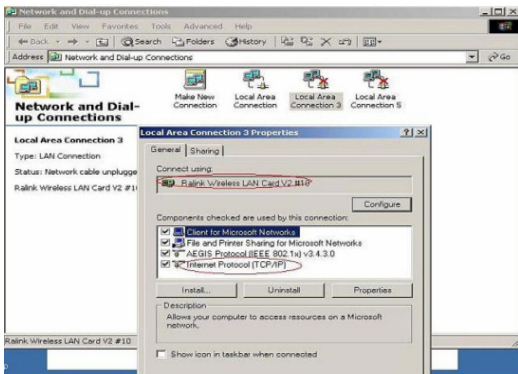 Network and Dial-up Connections
File Edit View Favorites Tools Advanced Help
Back Search Folders History
Address Network and Dial-up Connections Go
Network and Dial-up Connections
Local Area Connection 3
Type: LAN Connection
Status: Network cable unplugge
Ralink Wireless LAN Card V2 #1
Make New Connection
Local Area Connection
Local Area Connection 3
Local Area Connection 5
Local Area Connection 3 Properties
General Sharing
Connect using:
Ralink Wireless LAN Card V2 #10
Configure
Components checked are used by this connection:
Client for Microsoft Networks
File and Printer Sharing for Microsoft Networks
AEGIS Protocol (IEEE 802.1x) v3.4.3.0
Internet Protocol (TCP/IP)
Install... Uninstall Properties
Description
Allows your computer to access resources on a Microsoft
network.
Show icon in taskbar when connected
Ralink Wireless LAN Card V2 #10